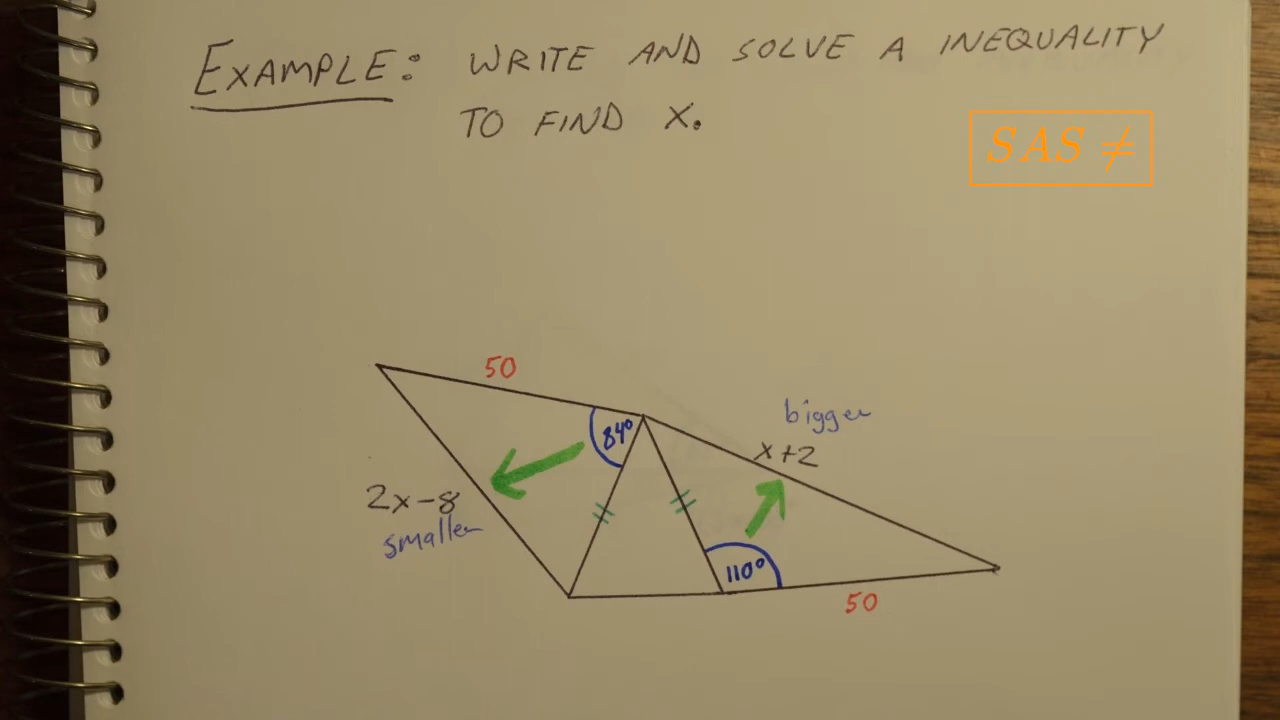 EXAMPLE: WRITE AND SOLVE A INEQUALITY
TO FIND X.
SAS ≠
50
bigger
84°
x+2
2x-8
smaller
110°
50